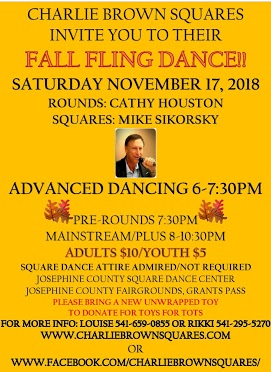 CHARLIE BROWN SQUARES
INVITE YOU TO THEIR
FALL FLING DANCE!!
SATURDAY NOVEMBER 17, 2018
ROUNDS: CATHY HOUSTON
SQUARES: MIKE SIKORSKY
ADVANCED DANCING 6-7:30PM
PRE-ROUNDS 7:30PM
MAINSTREAM/PLUS 8-10:30PM
ADULTS $10/YOUTH $5
SQUARE DANCE ATTIRE ADMIRED/NOT REQUIRED
JOSEPHINE COUNTY SQUARE DANCE CENTER
JOSEPHINE COUNTY FAIRGROUNDS, GRANTS PASS
PLEASE BRING A NEW UNWRAPPED TOY
TO DONATE FOR TOYS FOR TOTS
FOR MORE INFO: LOUISE 541-659-0855 OR RIKKI 541-295-5270
WWW.CHARLIEBROWNSQUARES.COM
OR
WWW.FACEBOOK.COM/CHARLIEBROWNSQUARES/